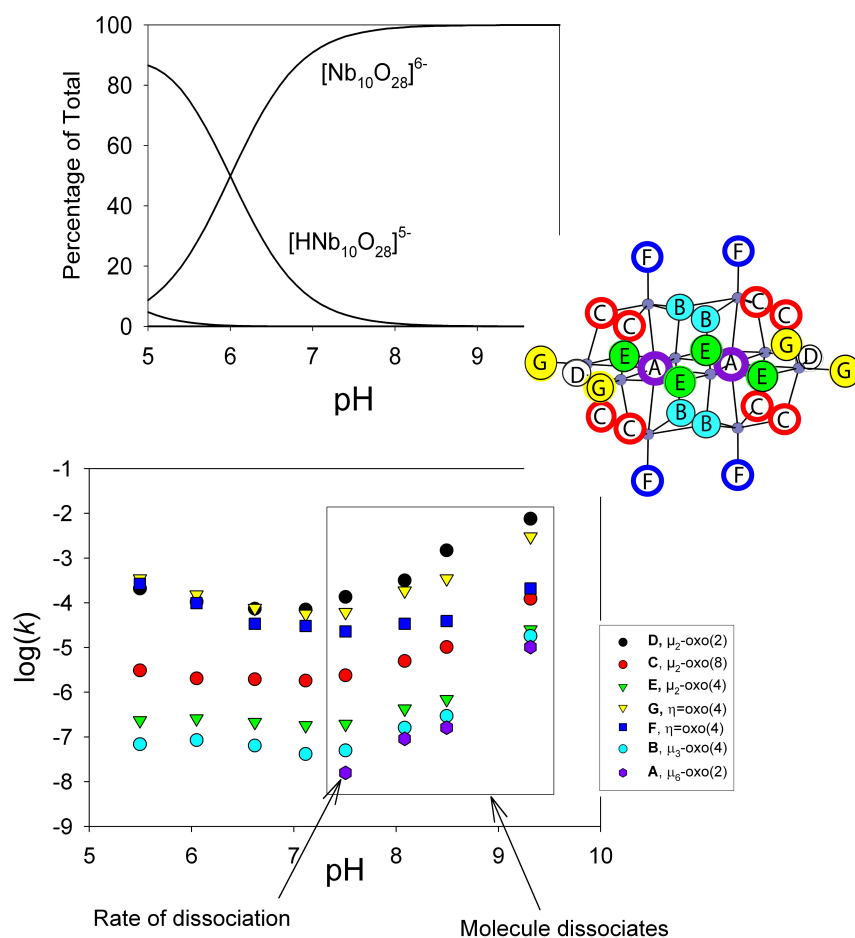 100
80
60
40
20
0
Percentage of Total
[Nb10O28]6-
[HNb10O28]5-
5 6 7 8 9
pH
F F
C C B B C C
G D E E G D G
A A
G E E
C C B B C C
F F
-1
-2
-3
-4
-5
-6
-7
-8
-9
log(k)
5 6 7 8 9 10
pH
D, μ2-oxo(2)
C, μ2-oxo(8)
E, μ2-oxo(4)
G, η=oxo(4)
F, η=oxo(4)
B, μ3-oxo(4)
A, μ6-oxo(2)
Rate of dissociation
Molecule dissociates